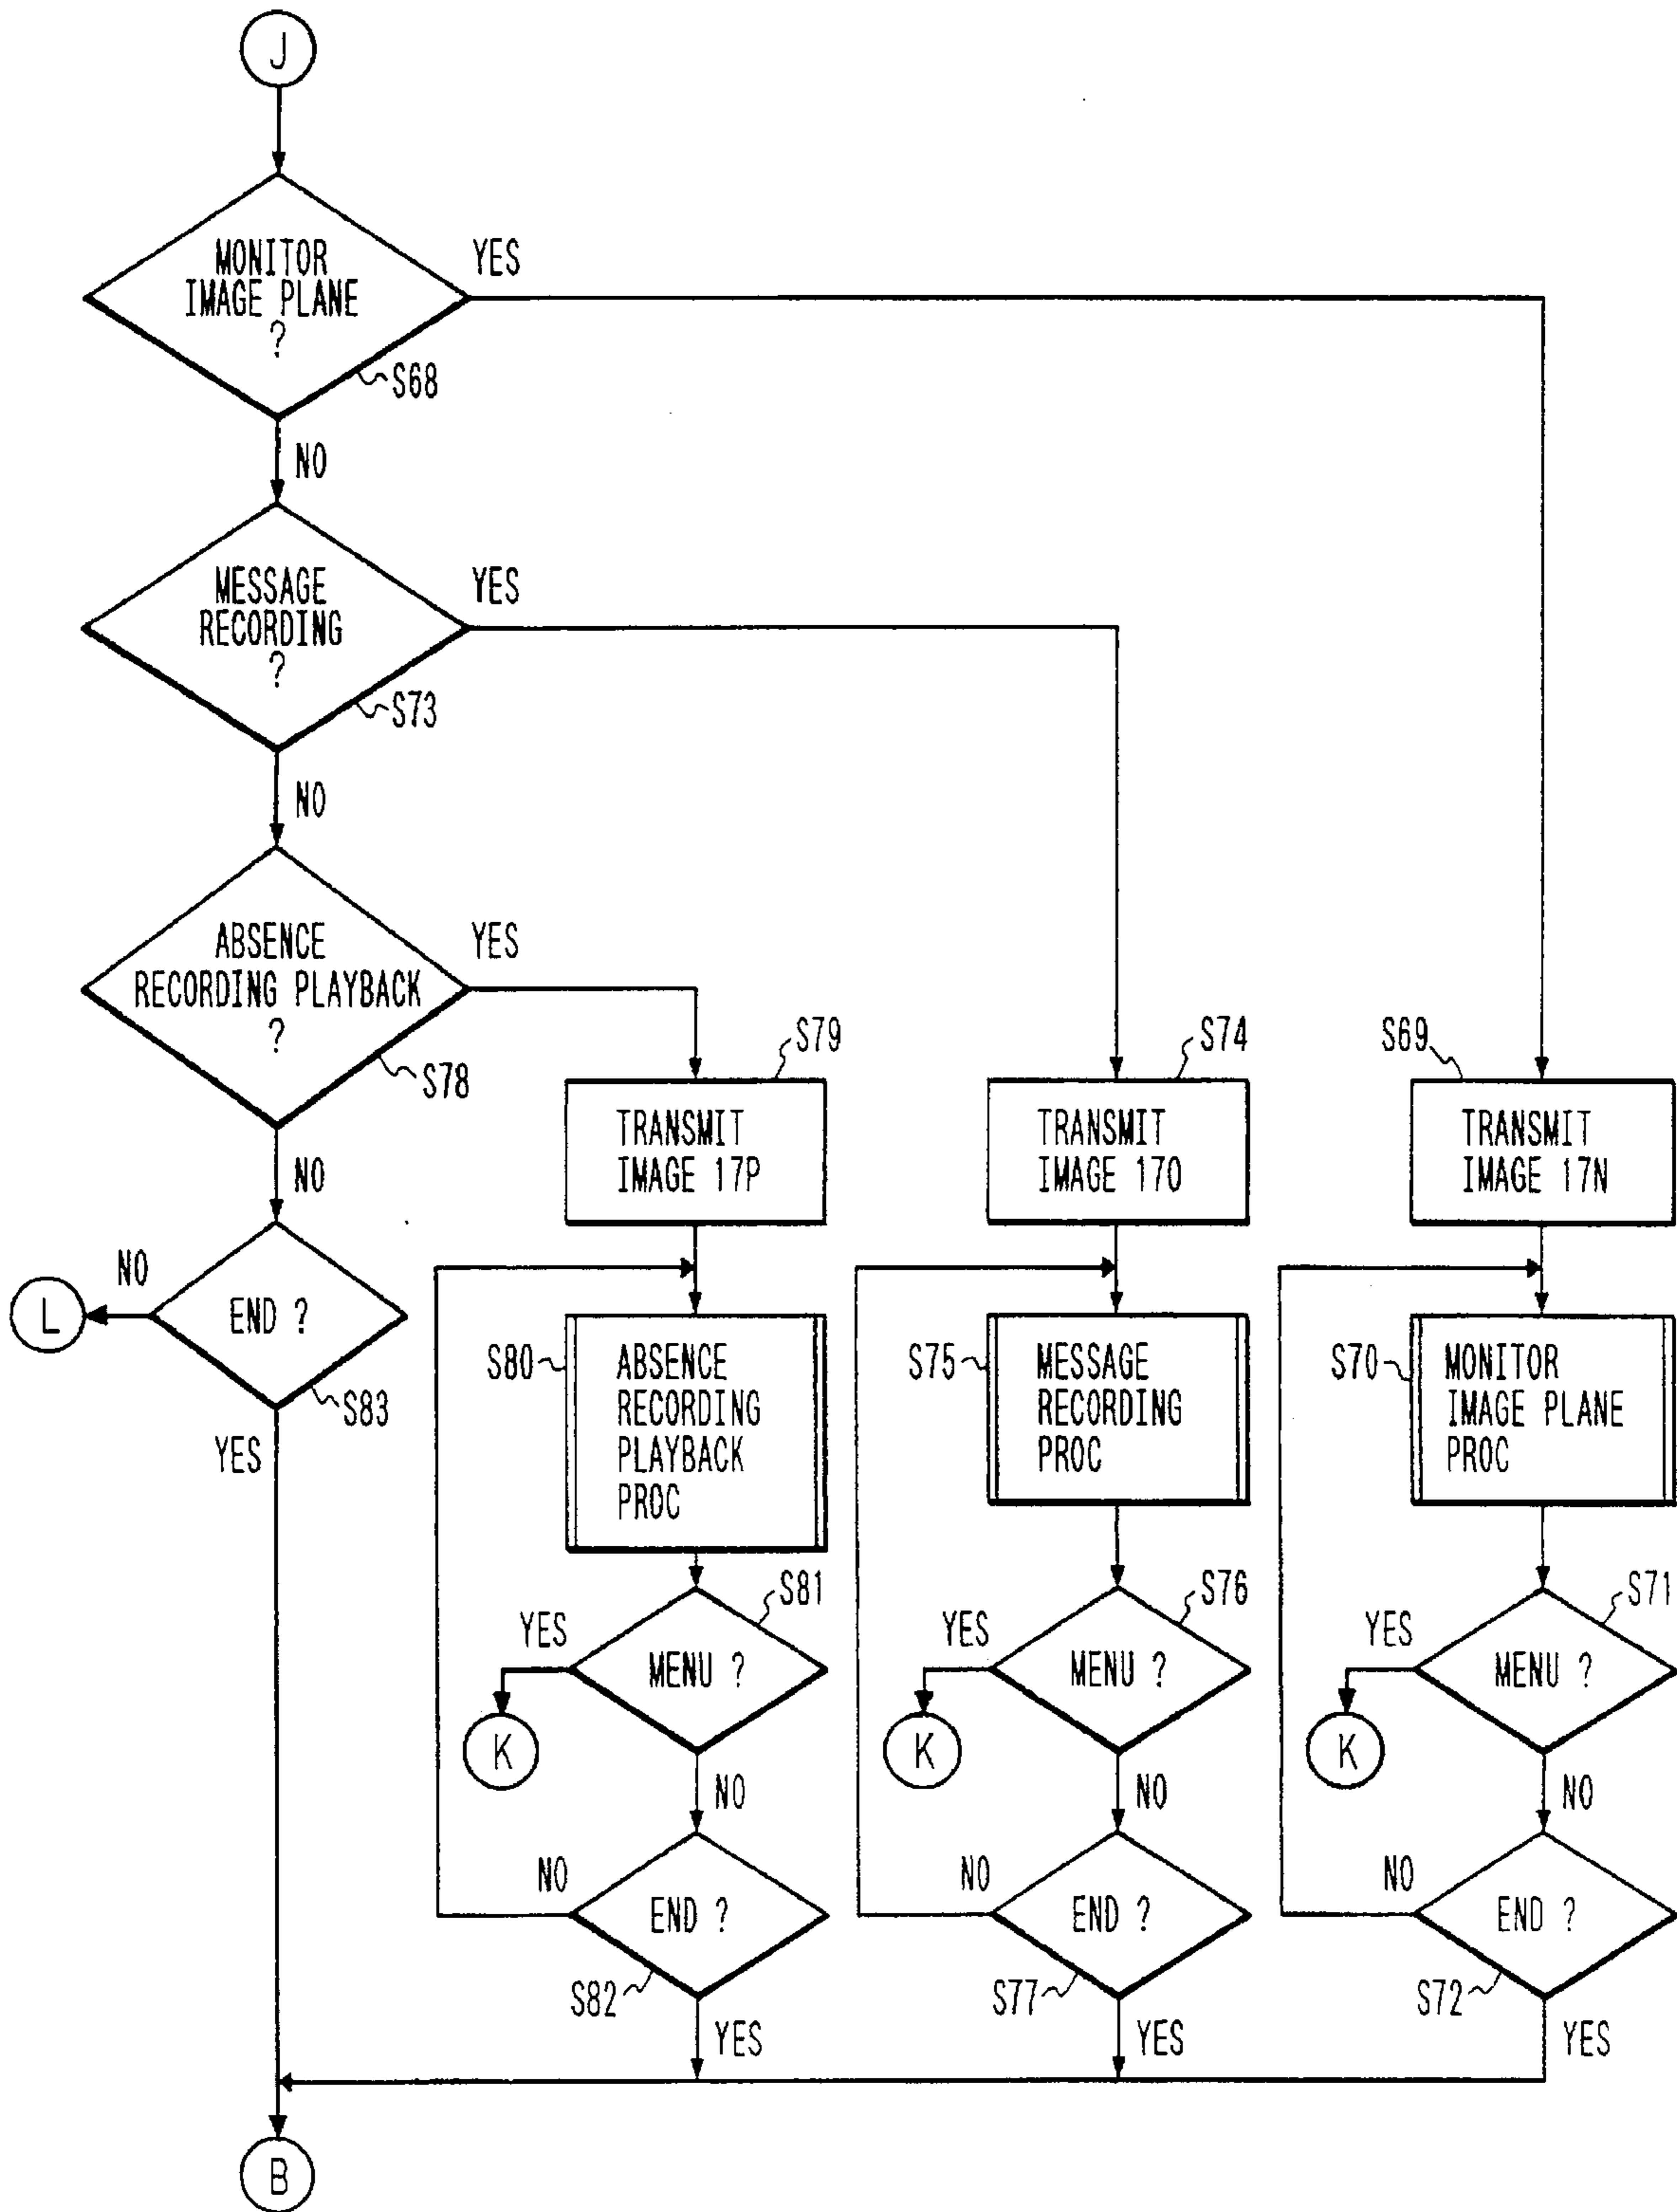 J
MONITOR
IMAGE PLANE
?
YES
S68
NO
MESSAGE
RECORDING
?
YES
S73
NO
ABSENCE
RECORDING PLAYBACK
?
YES
S78
NO
END ?
NO
L
S83
YES
B
S79
TRANSMIT
IMAGE 17P
S80
ABSENCE
RECORDING
PLAYBACK
PROC
S81
MENU ?
YES
K
NO
END ?
NO
S82
YES
S74
TRANSMIT
IMAGE 17O
S75
MESSAGE
RECORDING
PROC
S76
MENU ?
YES
K
NO
END ?
NO
S77
YES
S69
TRANSMIT
IMAGE 17N
S70
MONITOR
IMAGE PLANE
PROC
S71
MENU ?
YES
K
NO
END ?
NO
S72
YES